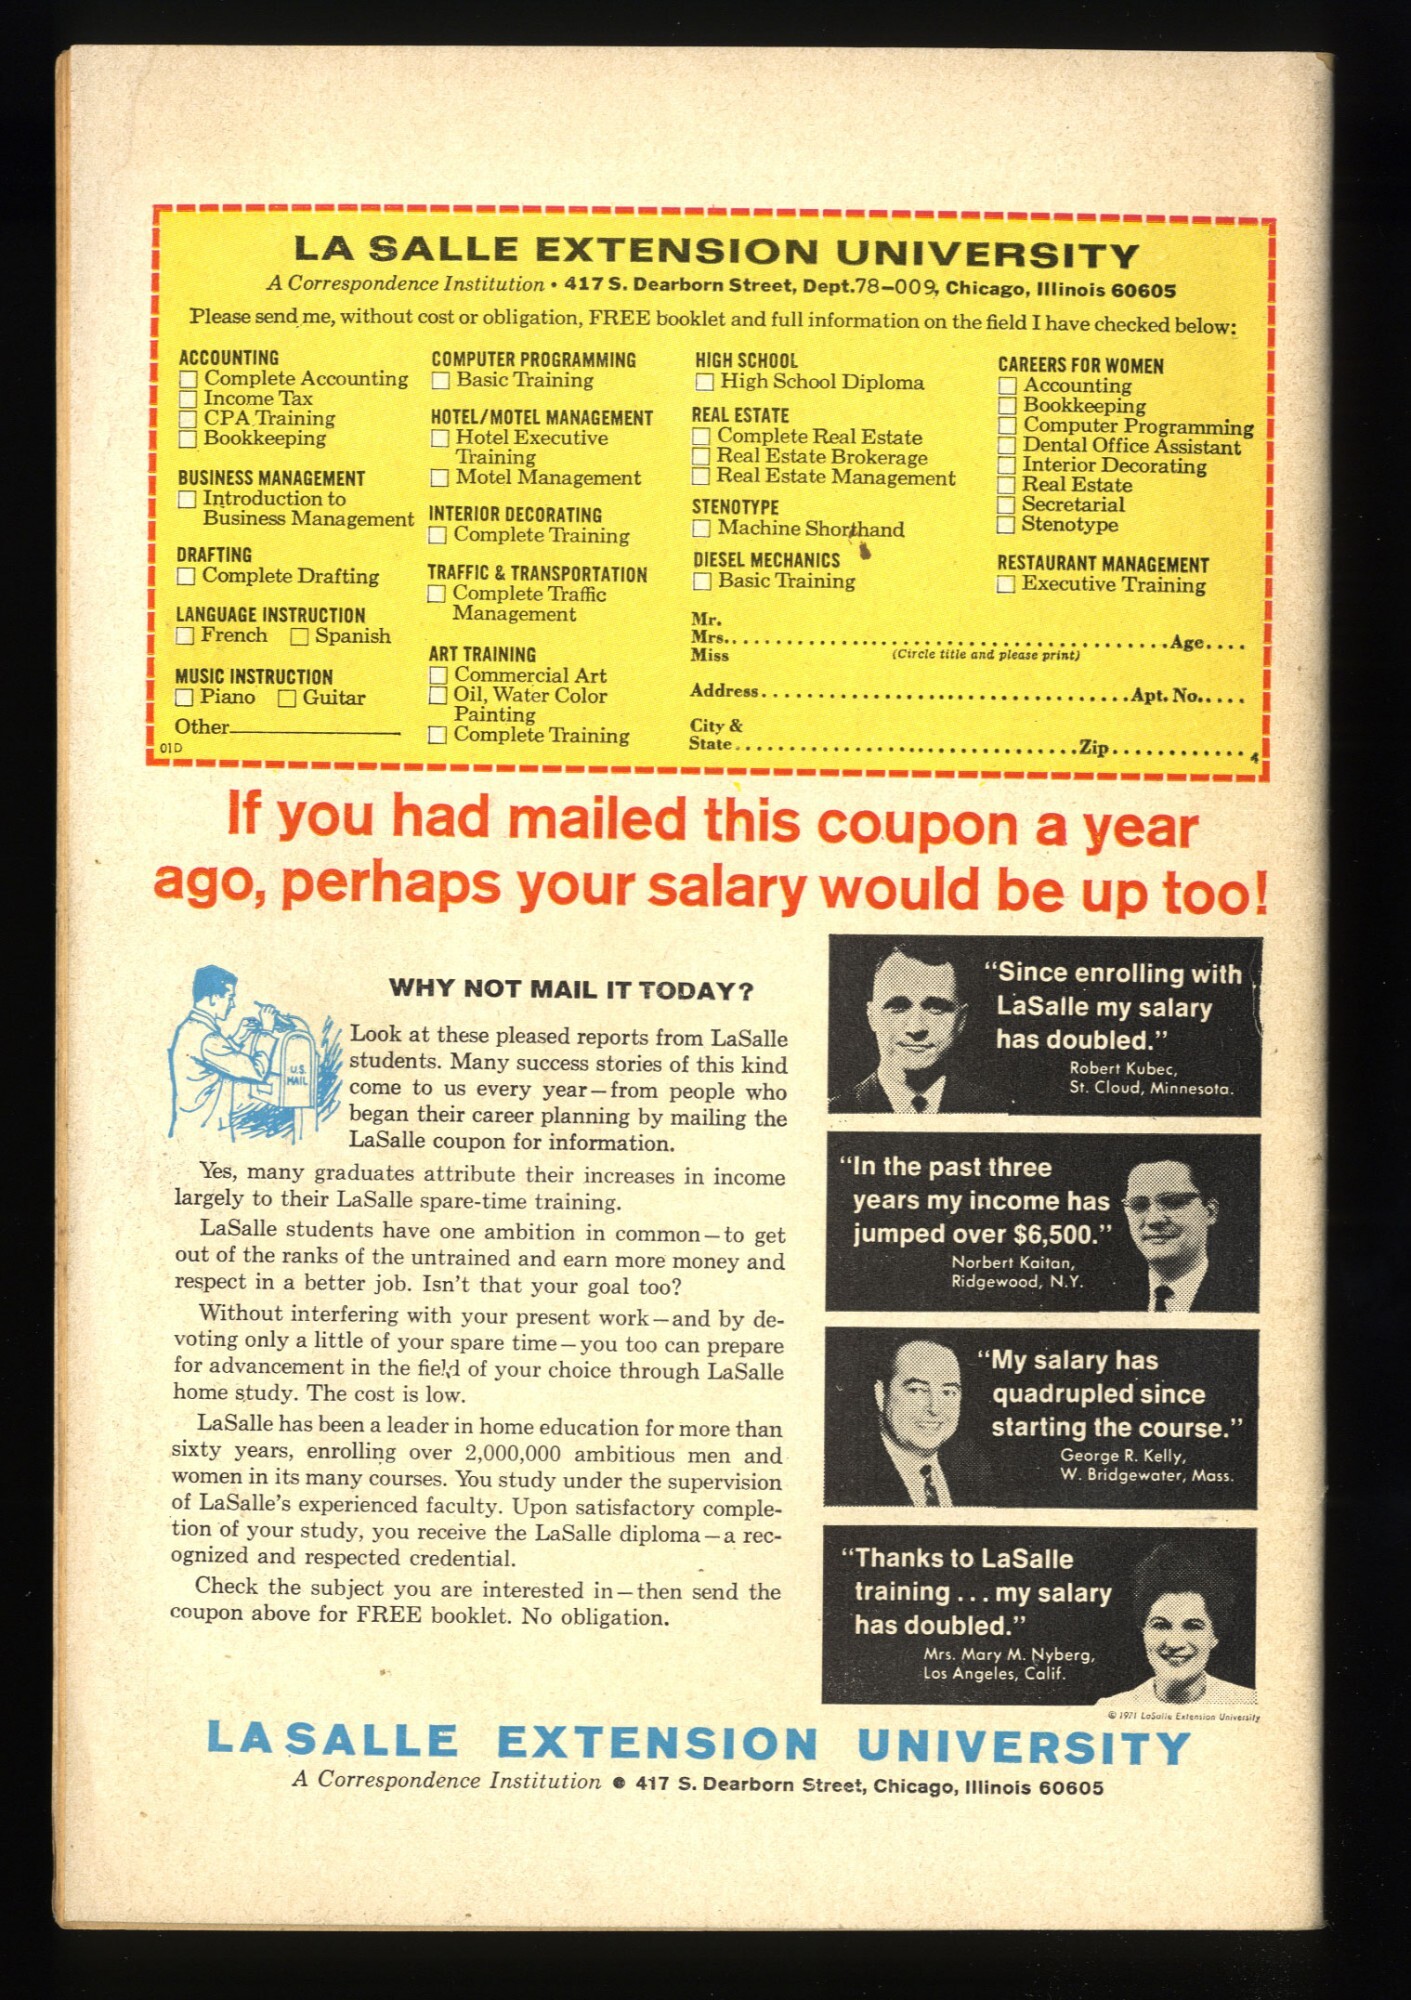 LA SALLE EXTENSION UNIVERSITY
A Correspondence Institution • 417 S. Dearborn Street, Dept.78-009, Chicago, Illinois 60605
Please send me, without cost or obligation, FREE booklet and full information on the field I have checked below:
ACCOUNTING
Complete Accounting
Income Tax
CPA Training
Bookkeeping
BUSINESS MANAGEMENT
Introduction to
Business Management
DRAFTING
Complete Drafting
LANGUAGE INSTRUCTION
French Spanish
MUSIC INSTRUCTION
Piano Guitar
Other
01D
COMPUTER PROGRAMMING
Basic Training
HOTEL/MOTEL MANAGEMENT
Hotel Executive
Training
Motel Management
INTERIOR DECORATING
Complete Training
TRAFFIC & TRANSPORTATION
Complete Traffic
Management
ART TRAINING
Commercial Art
Oil, Water Color
Painting
Complete Training
HIGH SCHOOL
High School Diploma
REAL ESTATE
Complete Real Estate
Real Estate Brokerage
Real Estate Management
STENOTYPE
Machine Shorthand
DIESEL MECHANICS
Basic Training
CAREERS FOR WOMEN
Accounting
Bookkeeping
Computer Programming
Dental Office Assistant
Interior Decorating
Real Estate
Secretarial
Stenotype
RESTAURANT MANAGEMENT
Executive Training
Mr.
Mrs. Age
Miss (Circle title and please print)
Address Apt. No.
City &
State Zip
4
If you had mailed this coupon a year
ago, perhaps your salary would be up too!
WHY NOT MAIL IT TODAY?
U.S.
MAIL
Look at these pleased reports from LaSalle
students. Many success stories of this kind
come to us every year—from people who
began their career planning by mailing the
LaSalle coupon for information.
Yes, many graduates attribute their increases in income
largely to their LaSalle spare-time training.
LaSalle students have one ambition in common—to get
out of the ranks of the untrained and earn more money and
respect in a better job. Isn't that your goal too?
Without interfering with your present work—and by de-
voting only a little of your spare time—you too can prepare
for advancement in the field of your choice through LaSalle
home study. The cost is low.
LaSalle has been a leader in home education for more than
sixty years, enrolling over 2,000,000 ambitious men and
women in its many courses. You study under the supervision
of LaSalle's experienced faculty. Upon satisfactory comple-
tion of your study, you receive the LaSalle diploma—a rec-
ognized and respected credential.
Check the subject you are interested in—then send the
coupon above for FREE booklet. No obligation.
“Since enrolling with
LaSalle my salary
has doubled.”
Robert Kubec,
St. Cloud, Minnesota.
“In the past three
years my income has
jumped over $6,500.”
Norbert Kaitan,
Ridgewood, N.Y.
“My salary has
quadrupled since
starting the course.”
George R. Kelly,
W. Bridgewater, Mass.
“Thanks to LaSalle
training . . . my salary
has doubled.”
Mrs. Mary M. Nyberg,
Los Angeles, Calif.
© 1971 LaSalle Extension University
LA SALLE EXTENSION UNIVERSITY
A Correspondence Institution • 417 S. Dearborn Street, Chicago, Illinois 60605